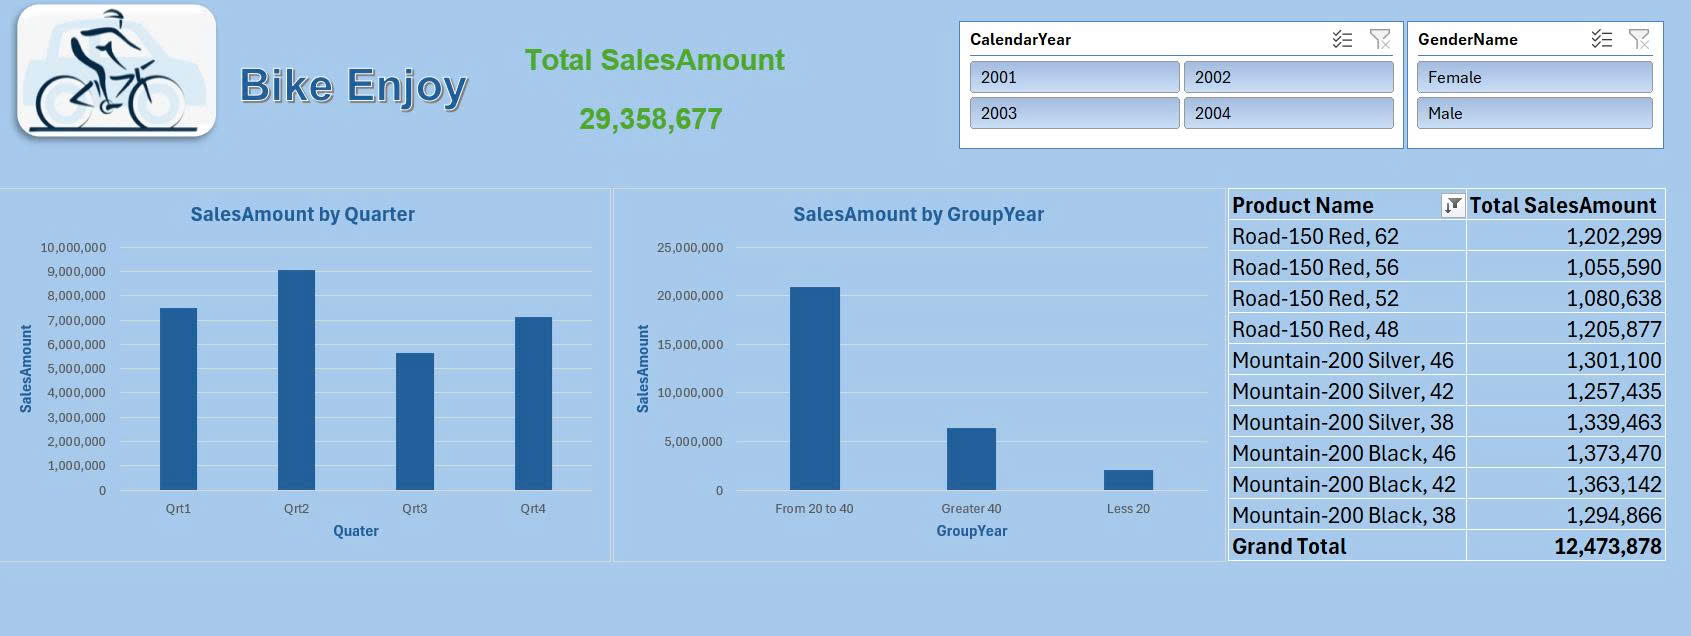 Bike Enjoy
Total SalesAmount
29,358,677
CalendarYear
2001
2002
2003
2004
GenderName
Female
Male
SalesAmount by Quarter
SalesAmount
10,000,000
9,000,000
8,000,000
7,000,000
6,000,000
5,000,000
4,000,000
3,000,000
2,000,000
1,000,000
0
Qrt1 Qrt2 Qrt3 Qrt4
Quater
SalesAmount by GroupYear
SalesAmount
25,000,000
20,000,000
15,000,000
10,000,000
5,000,000
0
From 20 to 40 Greater 40 Less 20
GroupYear
Product Name Total SalesAmount
Road-150 Red, 62 1,202,299
Road-150 Red, 56 1,055,590
Road-150 Red, 52 1,080,638
Road-150 Red, 48 1,205,877
Mountain-200 Silver, 46 1,301,100
Mountain-200 Silver, 42 1,257,435
Mountain-200 Silver, 38 1,339,463
Mountain-200 Black, 46 1,373,470
Mountain-200 Black, 42 1,363,142
Mountain-200 Black, 38 1,294,866
Grand Total 12,473,878